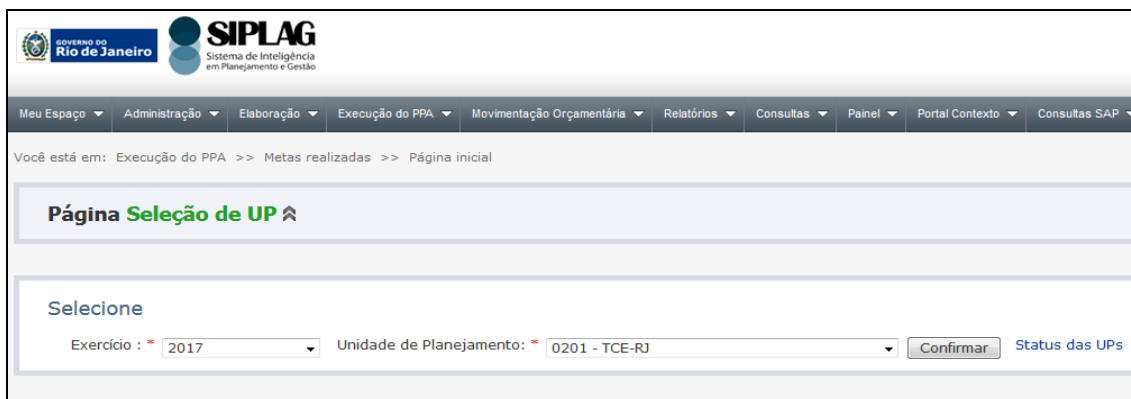 GOVERNO DO
Rio de Janeiro
SIPLAG
Sistema de Inteligência
em Planejamento e Gestão
Meu Espaço Administração Elaboração Execução do PPA Movimentação Orçamentária Relatórios Consultas Painel Portal Contexto Consultas SAP
Você está em: Execução do PPA >> Metas realizadas >> Página inicial
Página Seleção de UP
Selecione
Exercício : * 2017 Unidade de Planejamento: * 0201 - TCE-RJ Confirmar Status das UPs